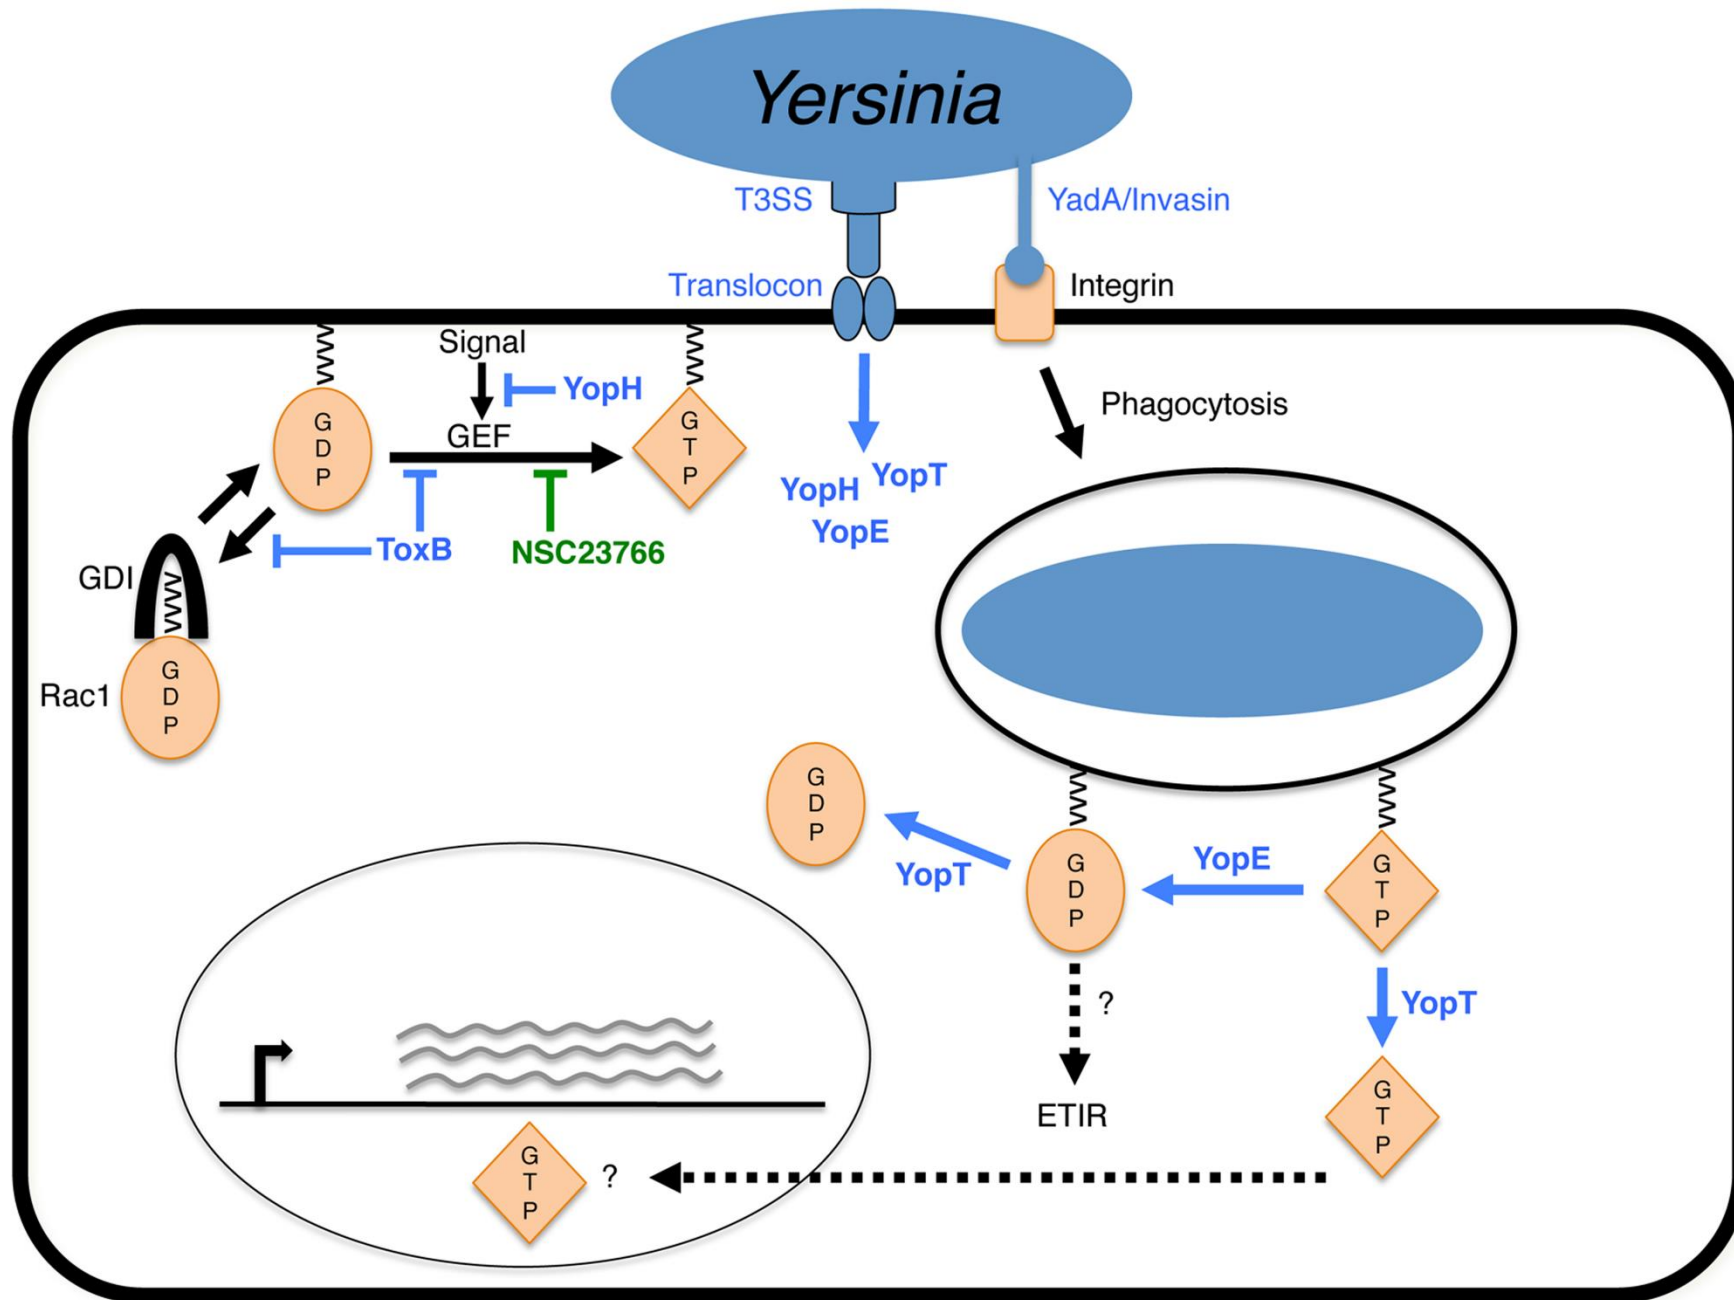 Yersinia
T3SS
YadA/Invasin
Translocon
Integrin
Signal
YopH
GEF
G
D
P
G
T
P
Phagocytosis
YopH
YopT
YopE
ToxB
NSC23766
GDI
Rac1
G
D
P
G
D
P
YopT
G
D
P
YopE
G
T
P
?
YopT
ETIR
G
T
P
G
T
P
?